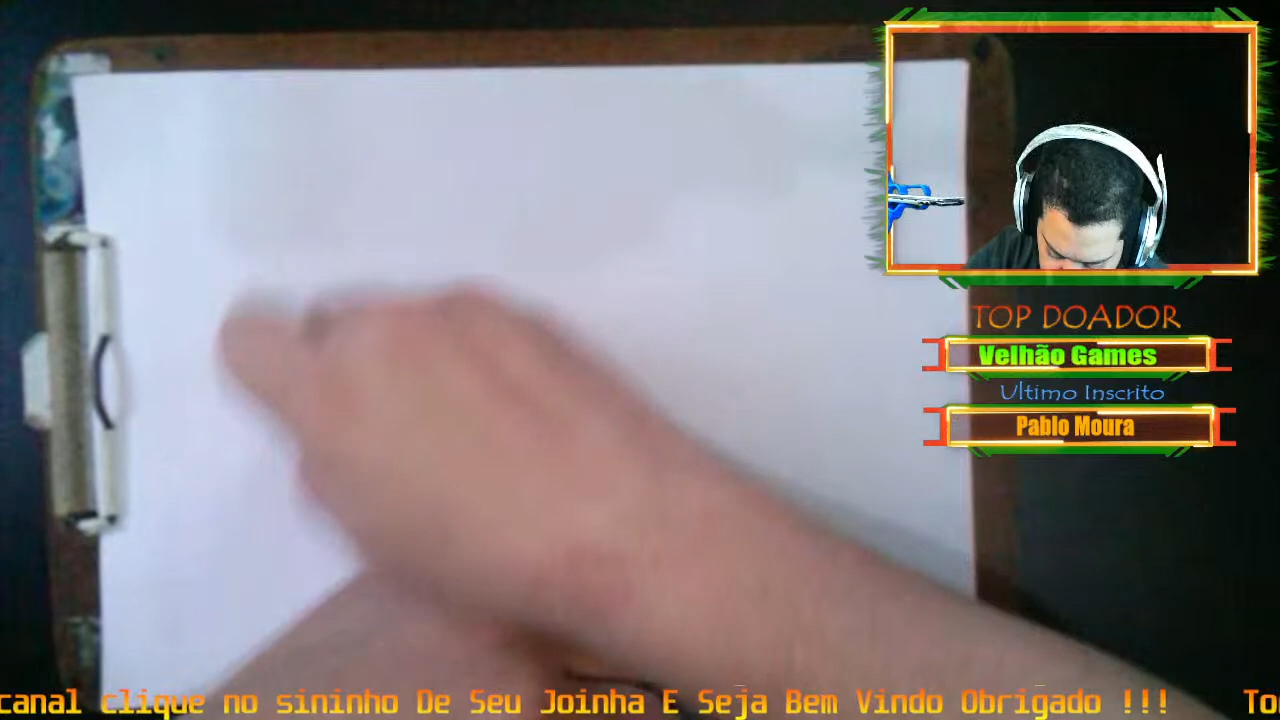 TOP DOADOR
Velhão Games
Ultimo Inscrito
Pablo Moura
canal clique no sininho De Seu Joinha E Seja Bem Vindo Obrigado !!!